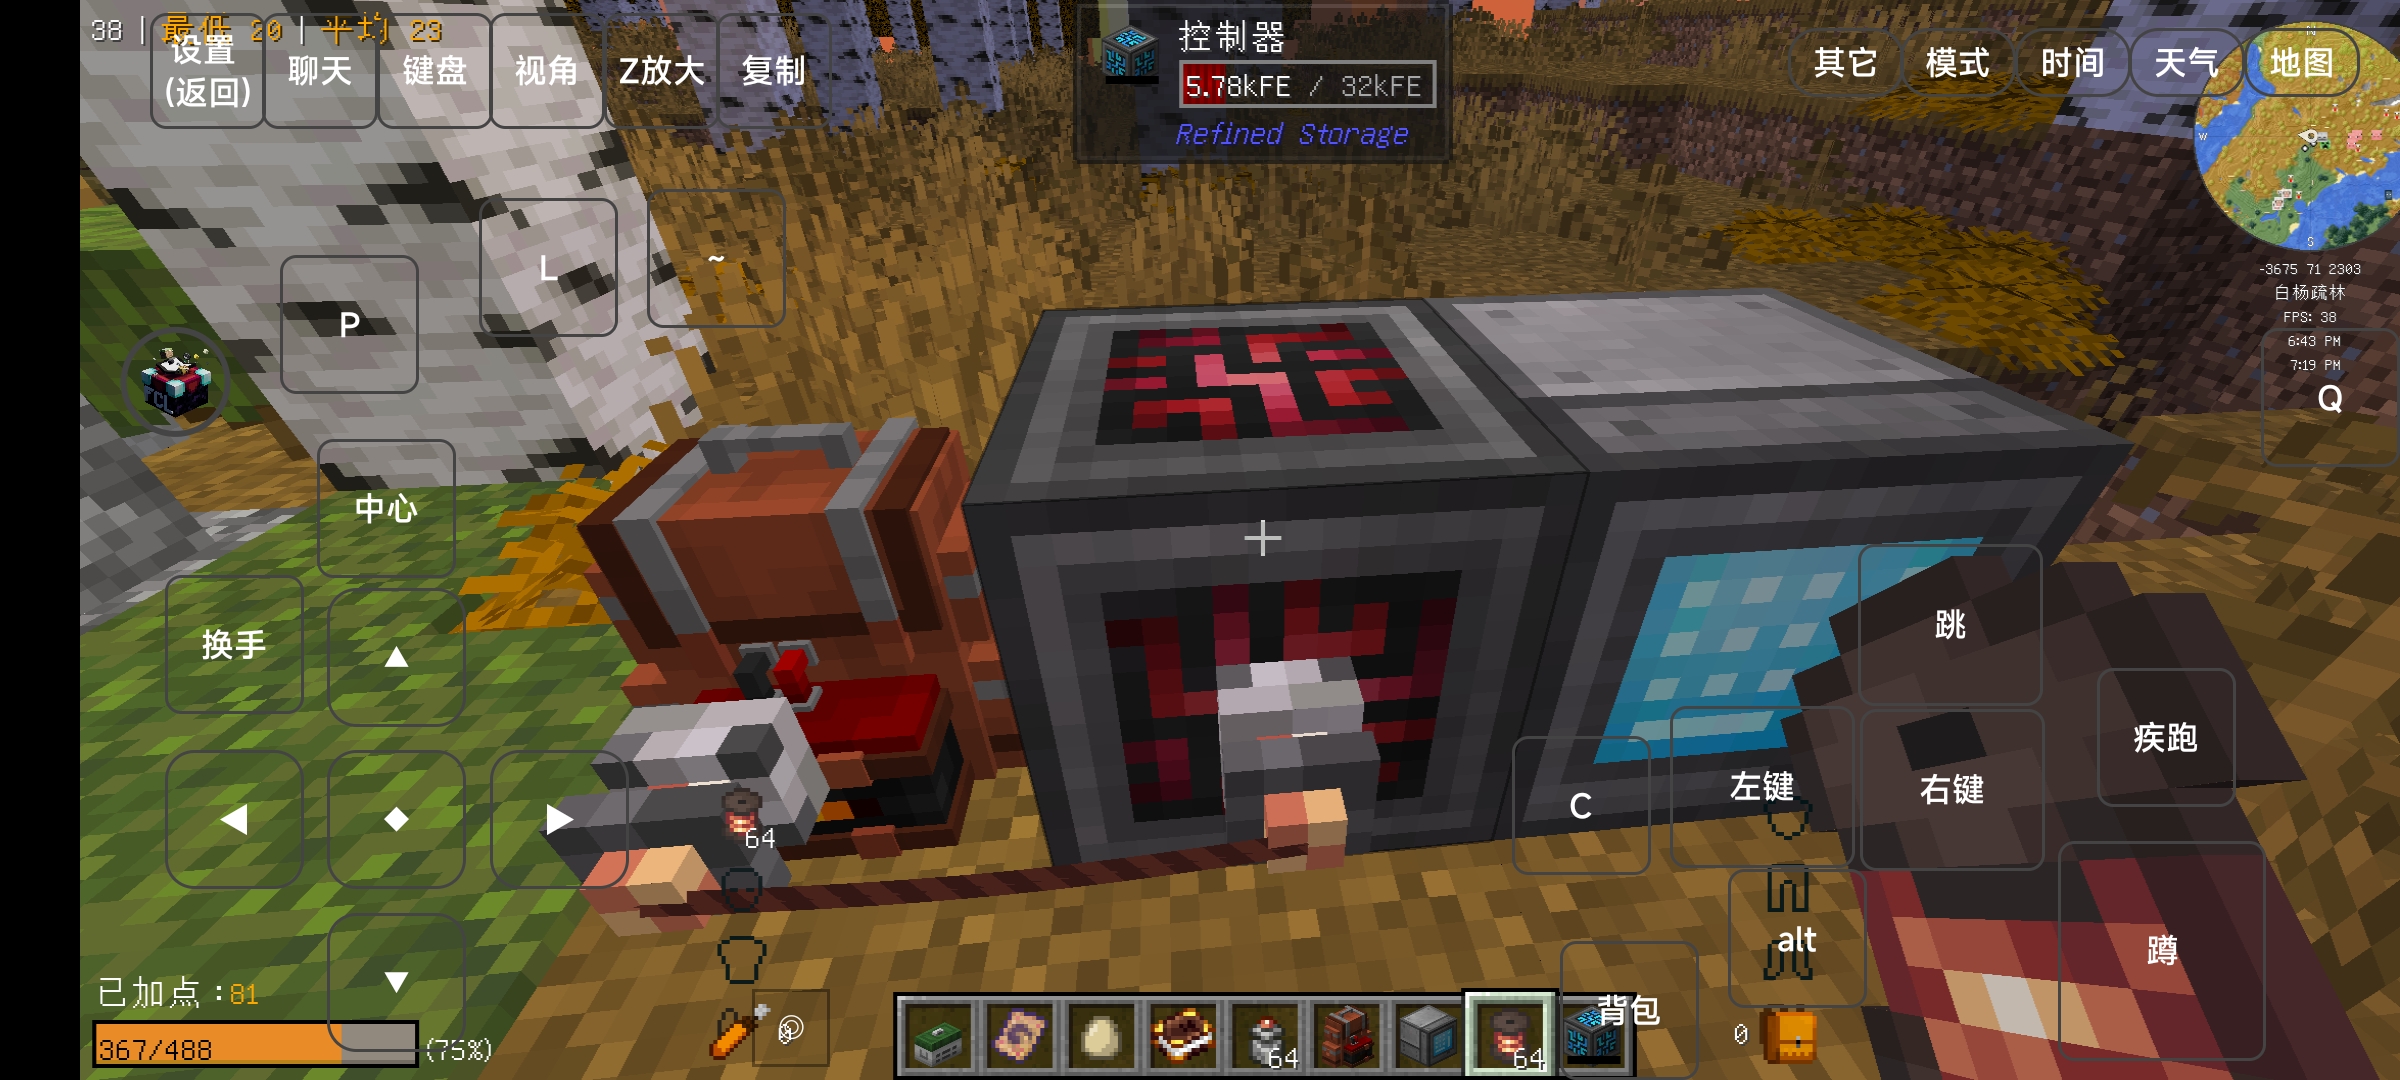 38 | 最低 20 | 平均 23
设置
(返回)
聊天
键盘
视角
Z放大
复制
控制器
5.78kFE / 32kFE
Refined Storage
其它
模式
时间
天气
地图
N
W
S
-3675 71 2303
白杨疏林
FPS: 38
6:43 PM
7:19 PM
Q
P
L
~
FCL
中心
换手
跳
疾跑
左键
右键
C
alt
蹲
背包
64
已加点:81
367/488
(75%)
0
64
64
0